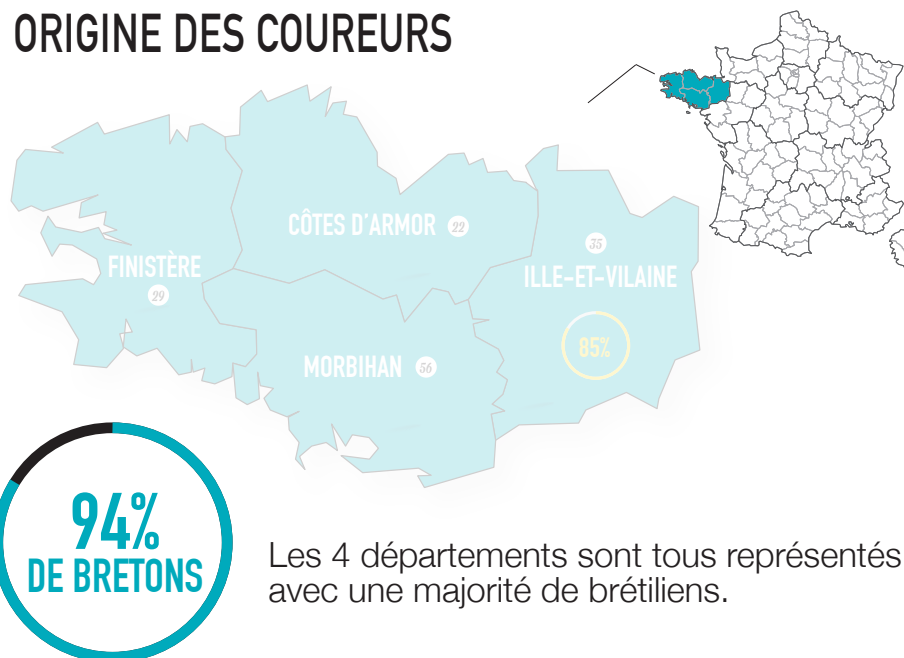 ORIGINE DES COUREURS
CÔTES D'ARMOR 22
35
FINISTÈRE
ILLE-ET-VILAINE
29
85%
MORBIHAN 56
94%
DE BRETONS
Les 4 départements sont tous représentés
avec une majorité de brétiliens.